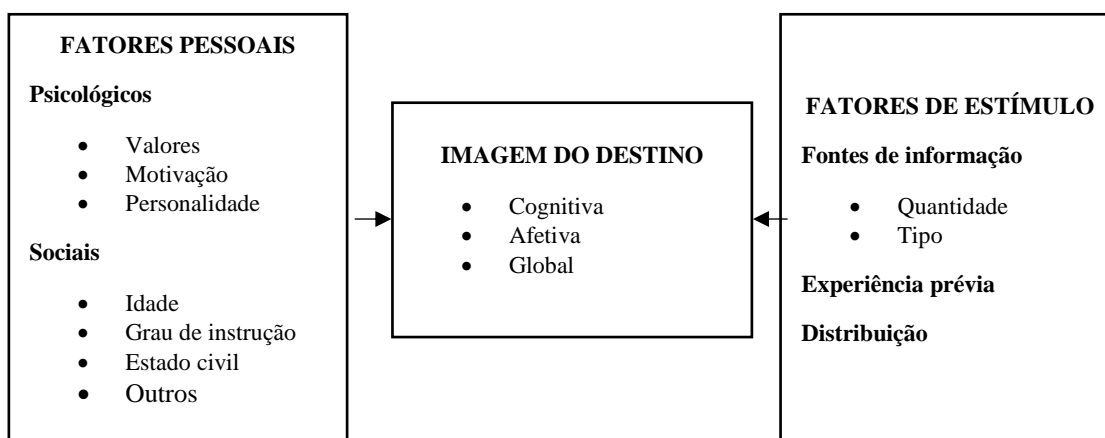 FATORES PESSOAIS
Psicológicos
• Valores
• Motivação
• Personalidade
Sociais
• Idade
• Grau de instrução
• Estado civil
• Outros
IMAGEM DO DESTINO
• Cognitiva
• Afetiva
• Global
FATORES DE ESTÍMULO
Fontes de informação
• Quantidade
• Tipo
Experiência prévia
Distribuição